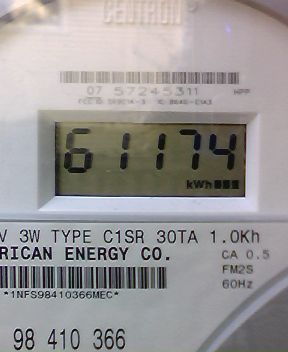 CENTRON
07 57245311
61174
kWh
V 3W TYPE C1SR 30TA 1.0Kh
RICAN ENERGY CO.
CA 0.5
FM2S
60Hz
*1NFS98410366MEC*
98 410 366